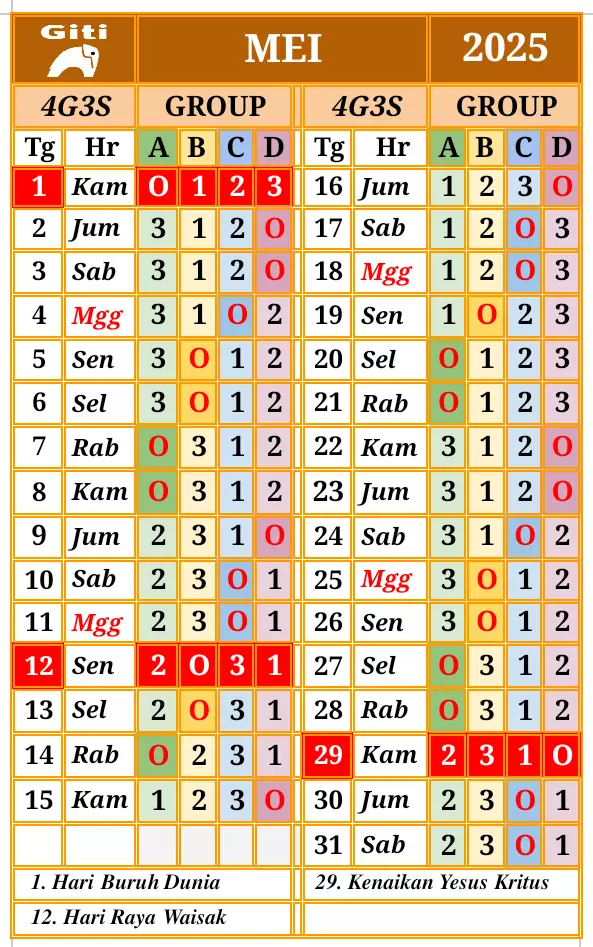 Giti
MEI 2025
4G3S GROUP 4G3S GROUP
Tg Hr A B C D Tg Hr A B C D
1 Kam O 1 2 3 16 Jum 1 2 3 O
2 Jum 3 1 2 O 17 Sab 1 2 O 3
3 Sab 3 1 2 O 18 Mgg 1 2 O 3
4 Mgg 3 1 O 2 19 Sen 1 O 2 3
5 Sen 3 O 1 2 20 Sel O 1 2 3
6 Sel 3 O 1 2 21 Rab O 1 2 3
7 Rab O 3 1 2 22 Kam 3 1 2 O
8 Kam O 3 1 2 23 Jum 3 1 2 O
9 Jum 2 3 1 O 24 Sab 3 1 O 2
10 Sab 2 3 O 1 25 Mgg 3 O 1 2
11 Mgg 2 3 O 1 26 Sen 3 O 1 2
12 Sen 2 O 3 1 27 Sel O 3 1 2
13 Sel 2 O 3 1 28 Rab O 3 1 2
14 Rab O 2 3 1 29 Kam 2 3 1 O
15 Kam 1 2 3 O 30 Jum 2 3 O 1
31 Sab 2 3 O 1
1. Hari Buruh Dunia 29. Kenaikan Yesus Kritus
12. Hari Raya Waisak